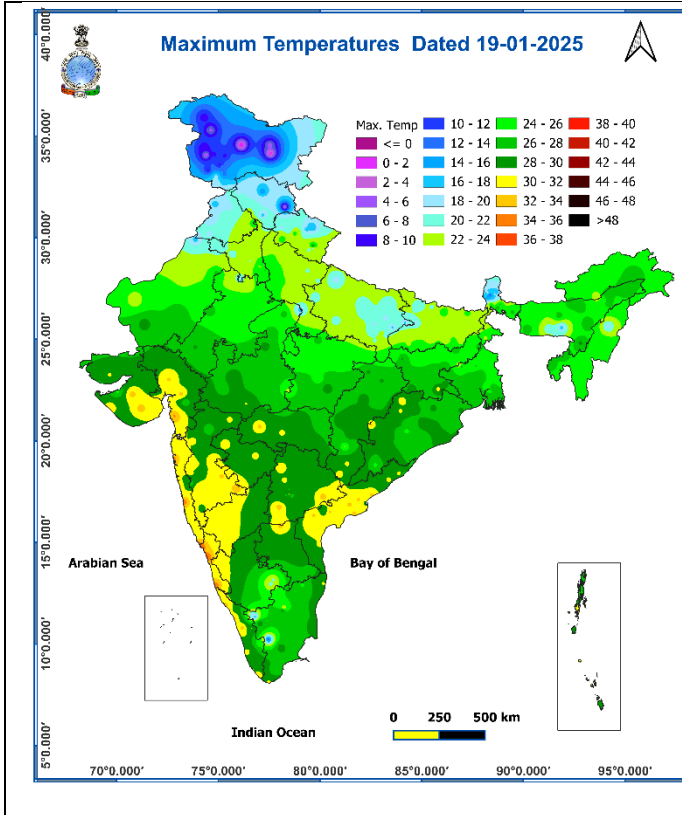 Maximum Temperatures Dated 19-01-2025
Max. Temp
<= 0
0 - 2
2 - 4
4 - 6
6 - 8
8 - 10
10 - 12
12 - 14
14 - 16
16 - 18
18 - 20
20 - 22
22 - 24
24 - 26
26 - 28
28 - 30
30 - 32
32 - 34
34 - 36
36 - 38
38 - 40
40 - 42
42 - 44
44 - 46
46 - 48
>48
40°0.000′
35°0.000′
30°0.000′
25°0.000′
20°0.000′
15°0.000′
10°0.000′
5°0.000′
Arabian Sea
Bay of Bengal
Indian Ocean
0 250 500 km
70°0.000′ 75°0.000′ 80°0.000′ 85°0.000′ 90°0.000′ 95°0.000′